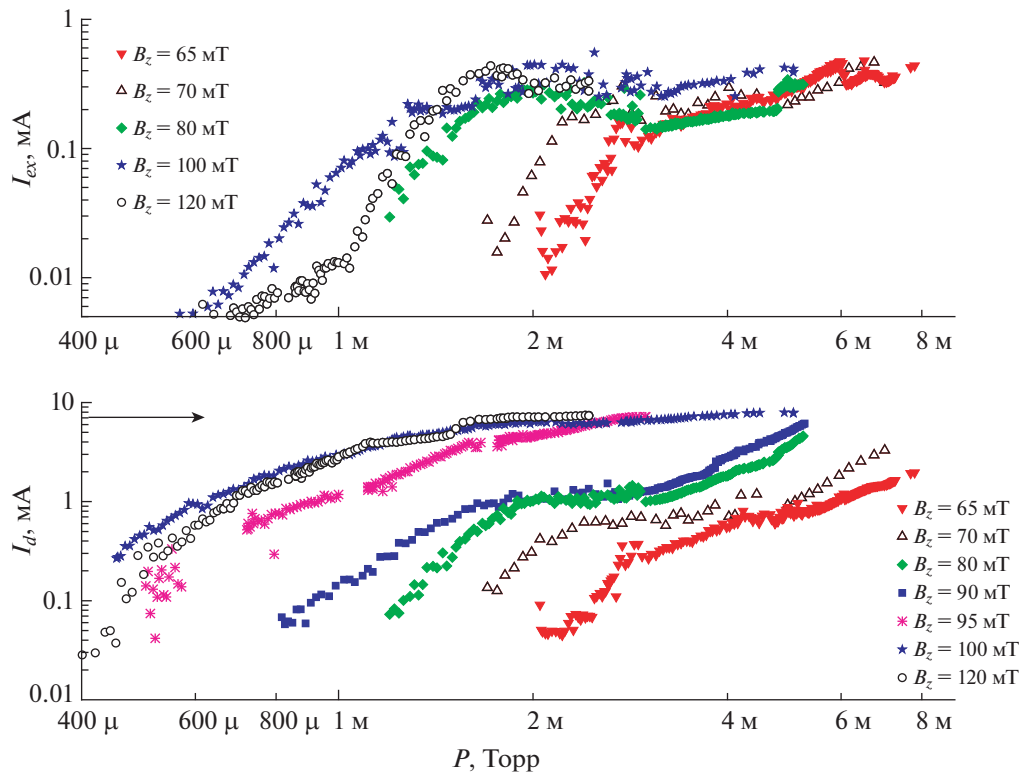 1
B_z = 65 мТ
B_z = 70 мТ
B_z = 80 мТ
B_z = 100 мТ
B_z = 120 мТ
0.1
0.01
I_ex, мА
400 μ 600 μ 800 μ 1 м 2 м 4 м 6 м 8 м
10
1
0.1
0.01
I_d, мА
B_z = 65 мТ
B_z = 70 мТ
B_z = 80 мТ
B_z = 90 мТ
B_z = 95 мТ
B_z = 100 мТ
B_z = 120 мТ
400 μ 600 μ 800 μ 1 м 2 м 4 м 6 м 8 м
P, Торр